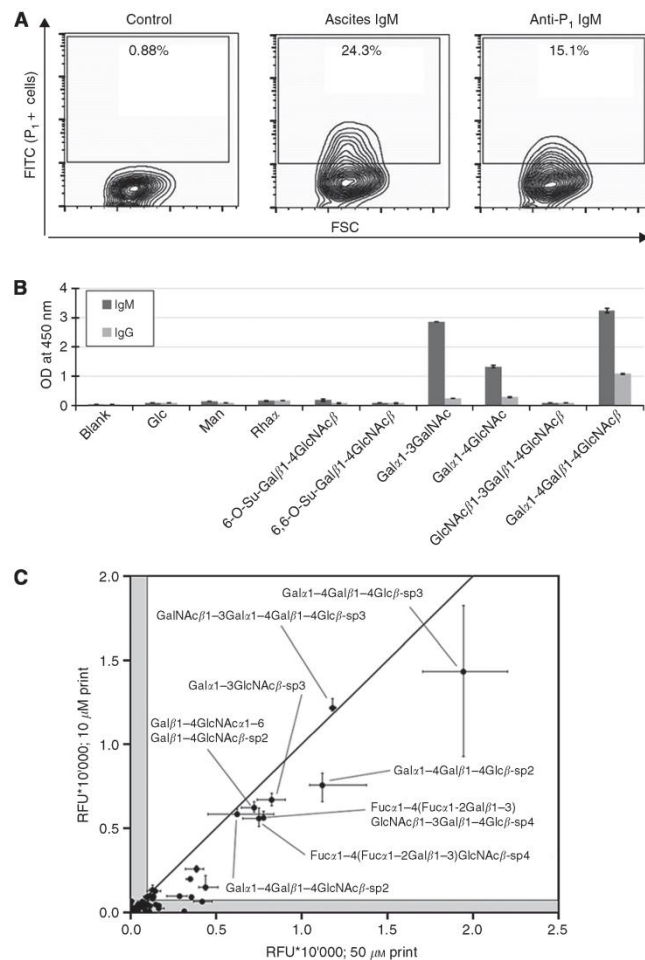 A
Control
Ascites IgM
Anti-P₁ IgM
FITC (P₁ + cells)
0.88%
24.3%
15.1%
FSC
B
OD at 450 nm
4
3
2
1
0
IgM
IgG
Blank
Glc
Man
Rhaα
6-O-Su-Galβ1-4GlcNAcβ
6,6-O-Su-Galβ1-4GlcNAcβ
Galα1-3GalNAc
Galα1-4GlcNAc
GlcNAcβ1-3Galβ1-4GlcNAcβ
Galα1-4Galβ1-4GlcNAcβ
C
RFU*10'000; 10 μM print
2.0
1.5
1.0
0.5
0.0
Galα1–4Galβ1–4Glcβ-sp3
GalNAcβ1–3Galα1–4Galβ1–4Glcβ-sp3
Galα1–3GlcNAcβ-sp3
Galβ1–4GlcNAcα1–6
Galβ1–4GlcNAcβ-sp2
Galα1–4Galβ1–4Glcβ-sp2
Fucα1–4(Fucα1-2Galβ1–3)
GlcNAcβ1–3Galβ1–4Glcβ-sp4
Fucα1–4(Fucα1–2Galβ1–3)GlcNAcβ-sp4
Galα1–4Galβ1–4GlcNAcβ-sp2
0.0 0.5 1.0 1.5 2.0 2.5
RFU*10'000; 50 μM print